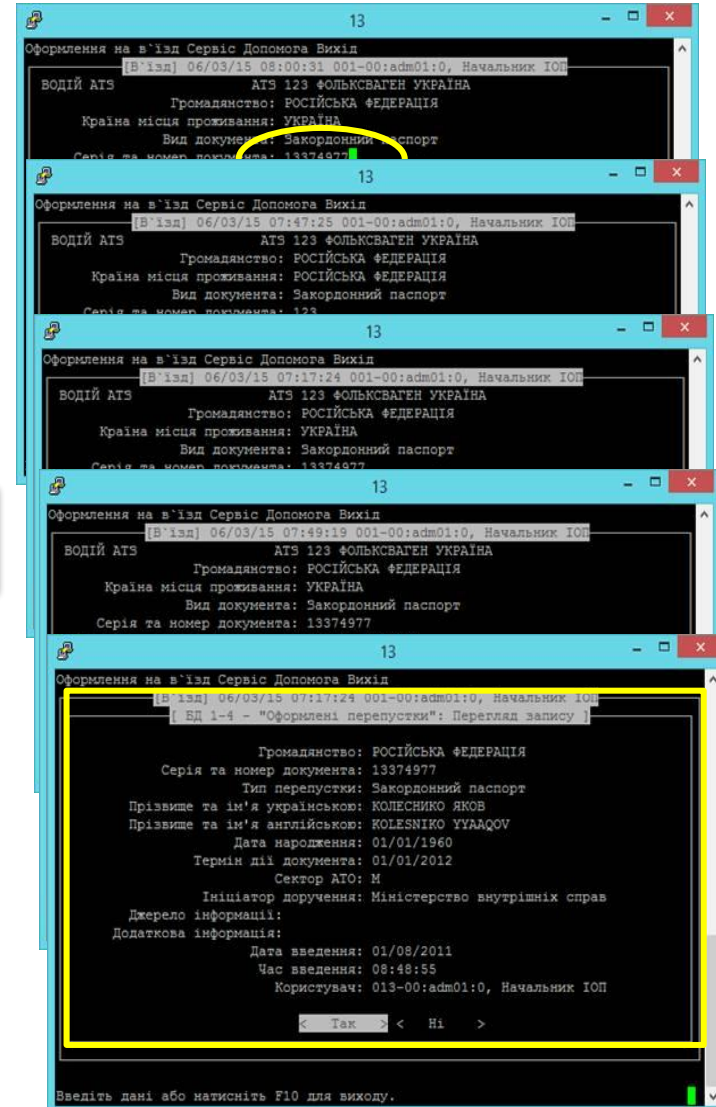 13
Оформлення на в`їзд Сервіс Допомога Вихід
[В`їзд] 06/03/15 08:00:31 001-00:adm01:0, Начальник ІОП
ВОДІЙ АТЗ АТЗ 123 ФОЛЬКСВАГЕН УКРАЇНА
Громадянство: РОСІЙСЬКА ФЕДЕРАЦІЯ
Країна місця проживання: УКРАЇНА
Вид документа: Закордонний паспорт
Серія та номер документа: 13374977
13
Оформлення на в`їзд Сервіс Допомога Вихід
[В`їзд] 06/03/15 07:47:25 001-00:adm01:0, Начальник ІОП
ВОДІЙ АТЗ АТЗ 123 ФОЛЬКСВАГЕН УКРАЇНА
Громадянство: РОСІЙСЬКА ФЕДЕРАЦІЯ
Країна місця проживання: РОСІЙСЬКА ФЕДЕРАЦІЯ
Вид документа: Закордонний паспорт
Серія та номер документа: 123
13
Оформлення на в`їзд Сервіс Допомога Вихід
[В`їзд] 06/03/15 07:17:24 001-00:adm01:0, Начальник ІОП
ВОДІЙ АТЗ АТЗ 123 ФОЛЬКСВАГЕН УКРАЇНА
Громадянство: РОСІЙСЬКА ФЕДЕРАЦІЯ
Країна місця проживання: УКРАЇНА
Вид документа: Закордонний паспорт
Серія та номер документа: 13374977
13
Оформлення на в`їзд Сервіс Допомога Вихід
[В`їзд] 06/03/15 07:49:19 001-00:adm01:0, Начальник ІОП
ВОДІЙ АТЗ АТЗ 123 ФОЛЬКСВАГЕН УКРАЇНА
Громадянство: РОСІЙСЬКА ФЕДЕРАЦІЯ
Країна місця проживання: УКРАЇНА
Вид документа: Закордонний паспорт
Серія та номер документа: 13374977
13
Оформлення на в`їзд Сервіс Допомога Вихід
[В`їзд] 06/03/15 07:17:24 001-00:adm01:0, Начальник ІОП
[ БД 1-4 - "Оформлені перепустки": Перегляд запису ]
Громадянство: РОСІЙСЬКА ФЕДЕРАЦІЯ
Серія та номер документа: 13374977
Тип перепустки: Закордонний паспорт
Прізвище та ім'я українською: КОЛЕСНИКО ЯКОВ
Прізвище та ім'я англійською: KOLESNIKO YYAAQOV
Дата народження: 01/01/1960
Термін дії документа: 01/01/2012
Сектор АТО: М
Ініціатор доручення: Міністерство внутрішніх справ
Джерело інформації:
Додаткова інформація:
Дата введення: 01/08/2011
Час введення: 08:48:55
Користувач: 013-00:adm01:0, Начальник ІОП
< Так > < Ні >
Введіть дані або натисніть F10 для виходу.